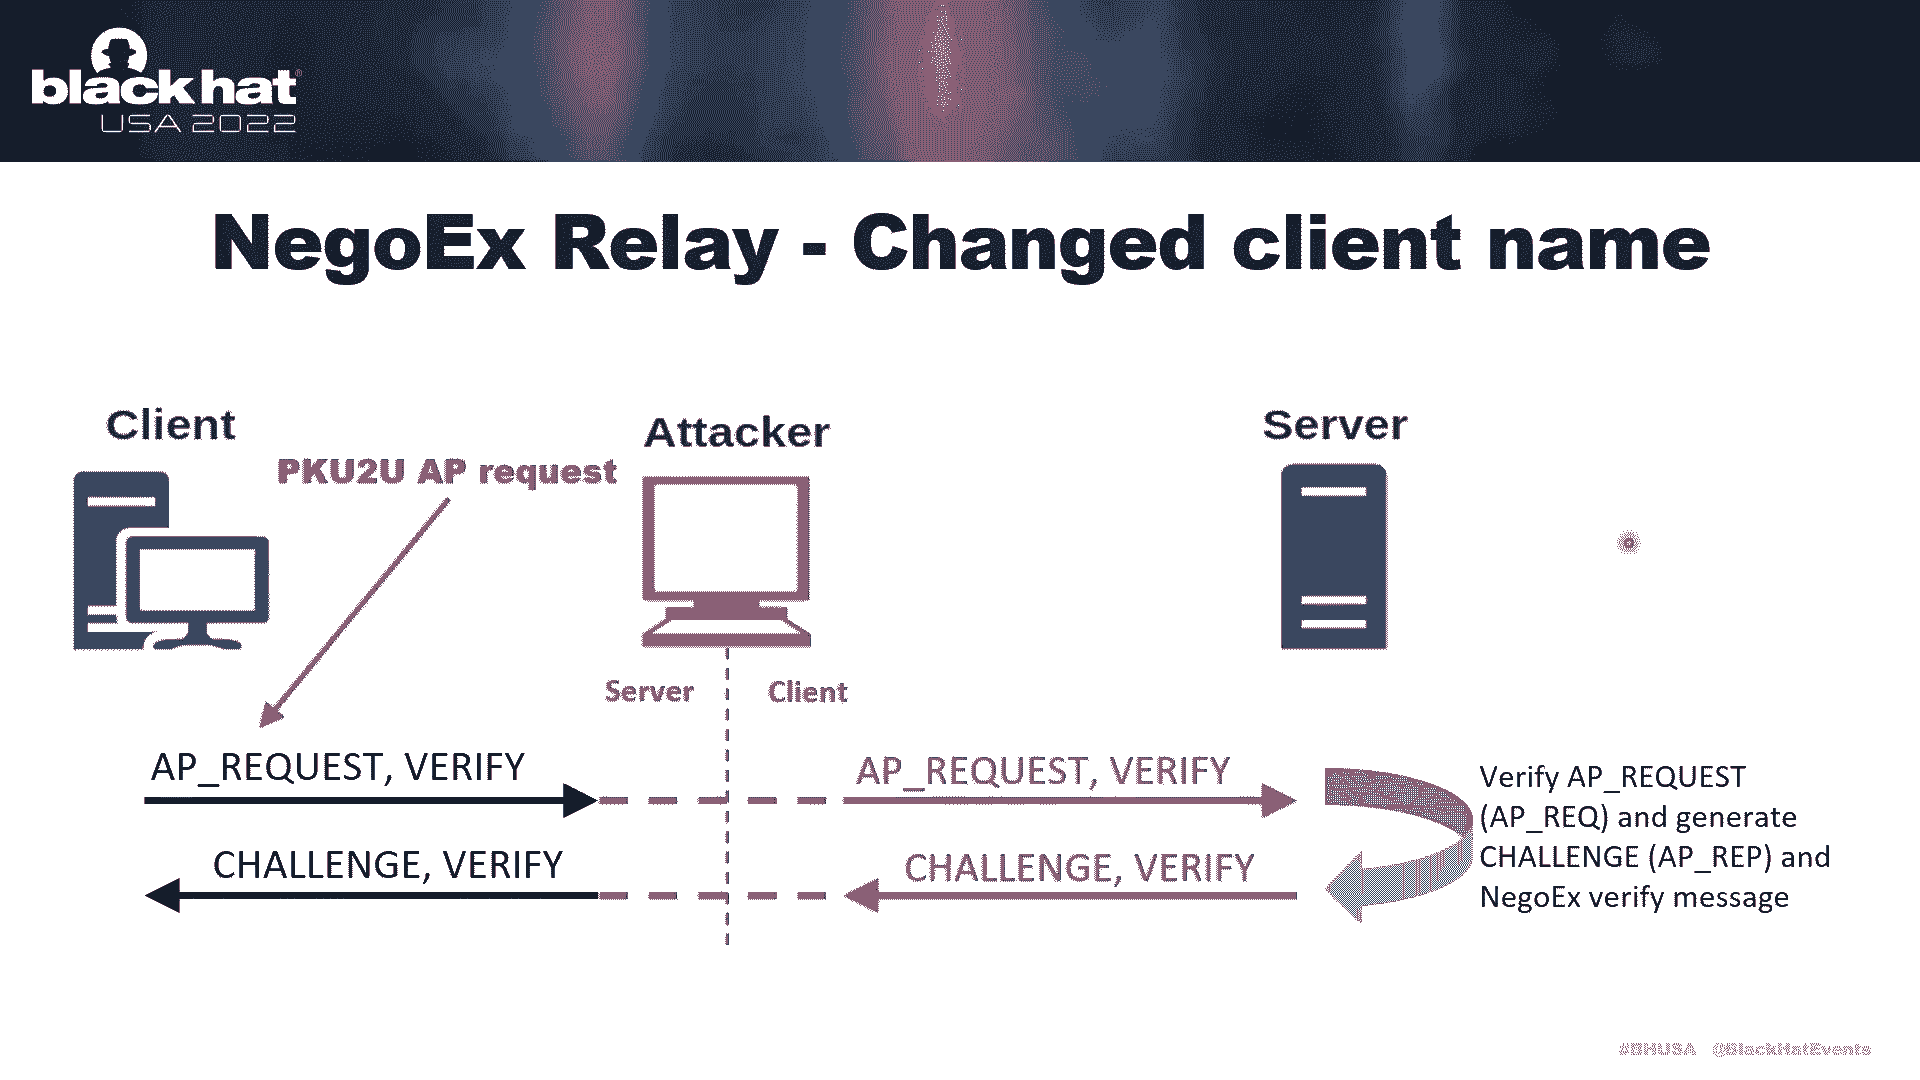 black hat
USA 2022
NegoEx Relay - Changed client name
Client
Attacker
Server
PKU2U AP request
Server
Client
AP_REQUEST, VERIFY
AP_REQUEST, VERIFY
CHALLENGE, VERIFY
CHALLENGE, VERIFY
Verify AP_REQUEST
(AP_REQ) and generate
CHALLENGE (AP_REP) and
NegoEx verify message
#BHUSA @BlackHatEvents